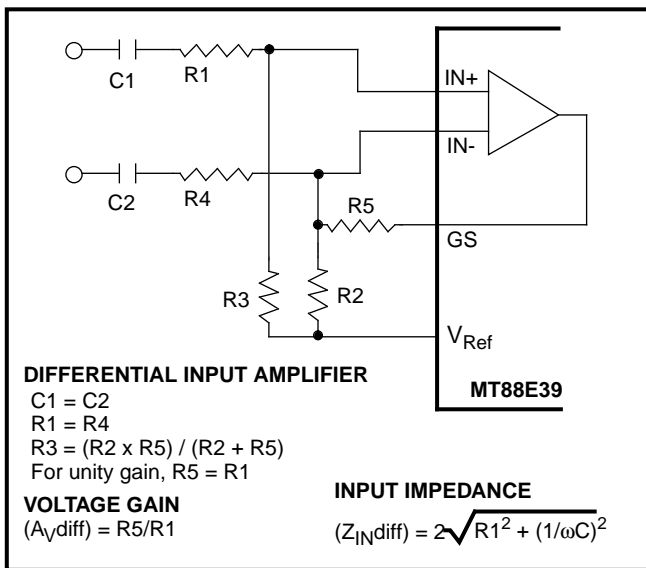 C1
R1
IN+
IN-
C2
R4
R5
GS
R3
R2
VRef
DIFFERENTIAL INPUT AMPLIFIER
MT88E39
C1 = C2
R1 = R4
R3 = (R2 x R5) / (R2 + R5)
For unity gain, R5 = R1
VOLTAGE GAIN
(AVdiff) = R5/R1
INPUT IMPEDANCE
(ZINdiff) = 2√R1² + (1/ωC)²